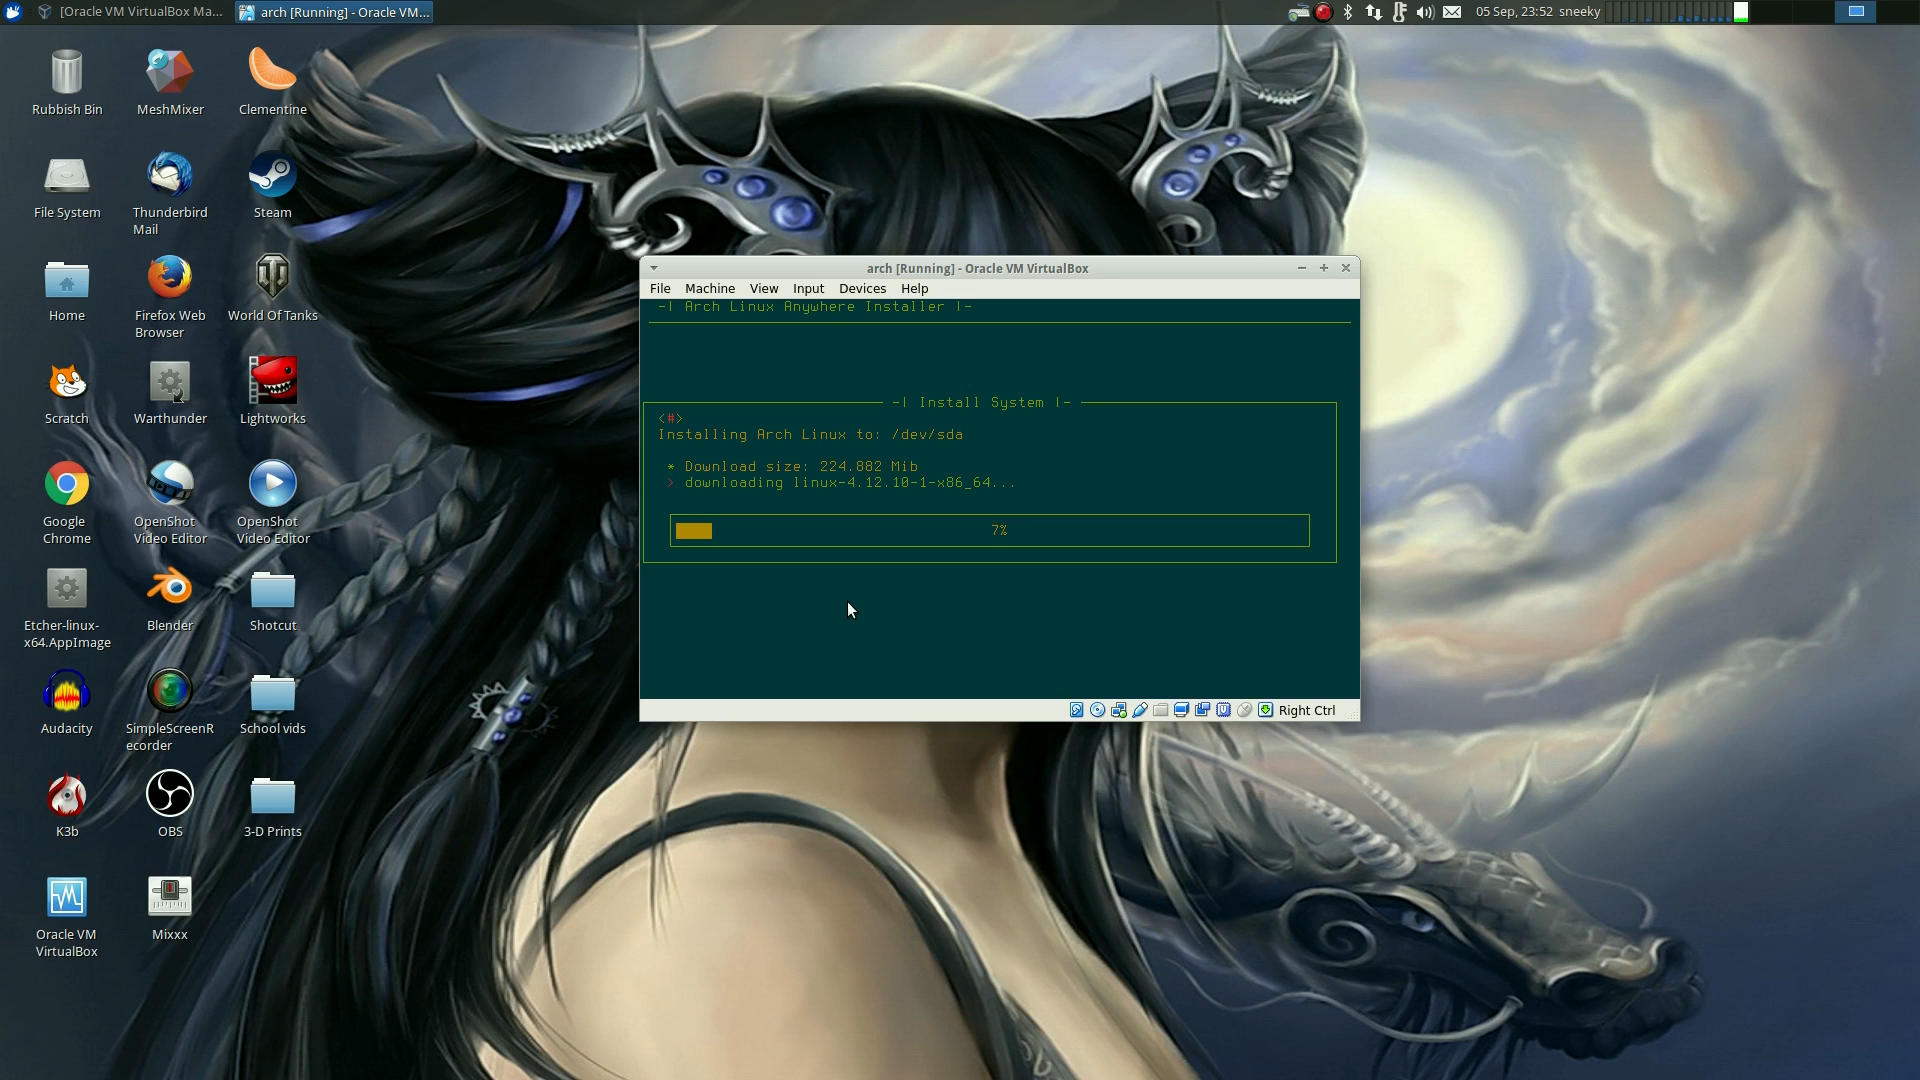 [Oracle VM VirtualBox Ma...
arch [Running] - Oracle VM...
05 Sep, 23:52 sneeky
Rubbish Bin
MeshMixer
Clementine
File System
Thunderbird
Mail
Steam
Home
Firefox Web
Browser
World Of Tanks
Scratch
Warthunder
Lightworks
Google
Chrome
OpenShot
Video Editor
OpenShot
Video Editor
Etcher-linux-
x64.AppImage
Blender
Shotcut
Audacity
SimpleScreenR
ecorder
School vids
K3b
OBS
3-D Prints
Oracle VM
VirtualBox
Mixxx
arch [Running] - Oracle VM VirtualBox
File Machine View Input Devices Help
-| Arch Linux Anywhere Installer |-
-| Install System |-
<#>
Installing Arch Linux to: /dev/sda
* Download size: 224.882 Mib
> downloading linux-4.12.10-1-x86_64...
7%
Right Ctrl